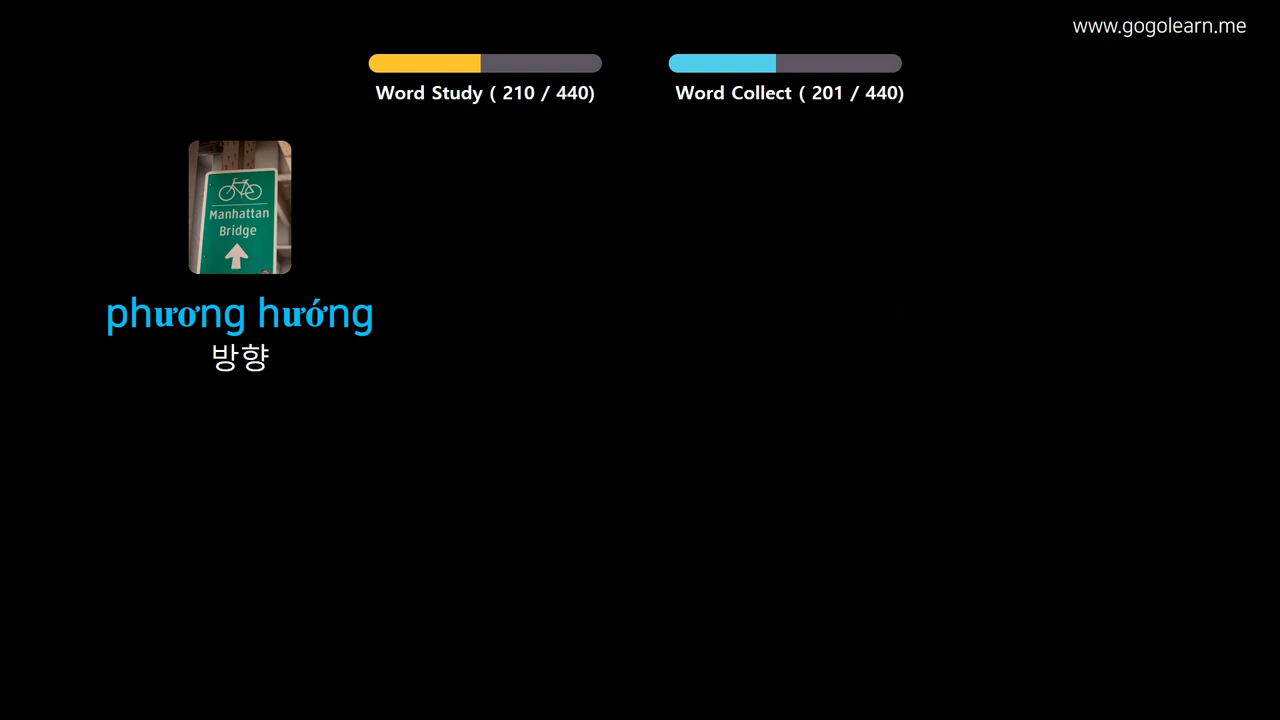 www.gogolearn.me
Word Study ( 210 / 440)
Word Collect ( 201 / 440)
Manhattan
Bridge
phương hướng
방향